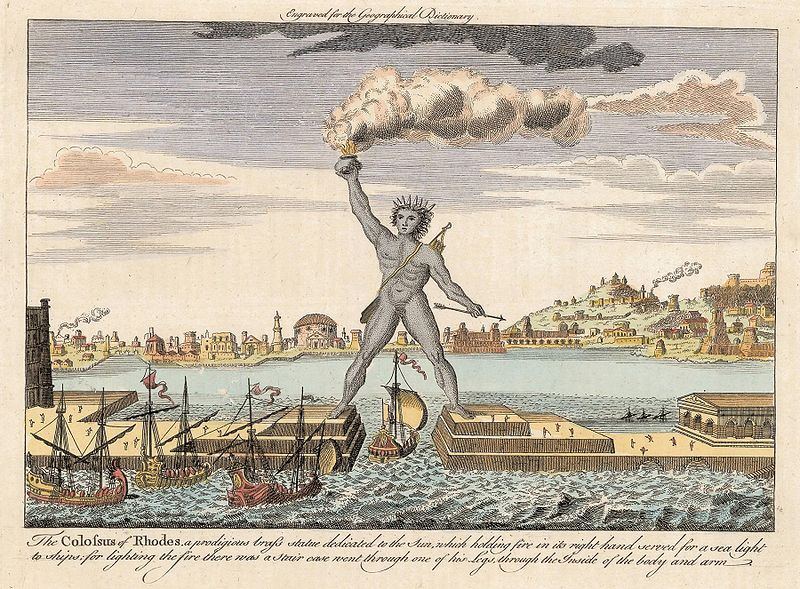 Engraved for the Geographical Dictionary.
The Coloſsus of Rhodes, a prodigious braſs statue dedicated to the Sun, which holding fire in its right hand served for a sea light
to ships; for lighting the fire there was a stair case went through one of his Legs, through the Inside of the body and arm